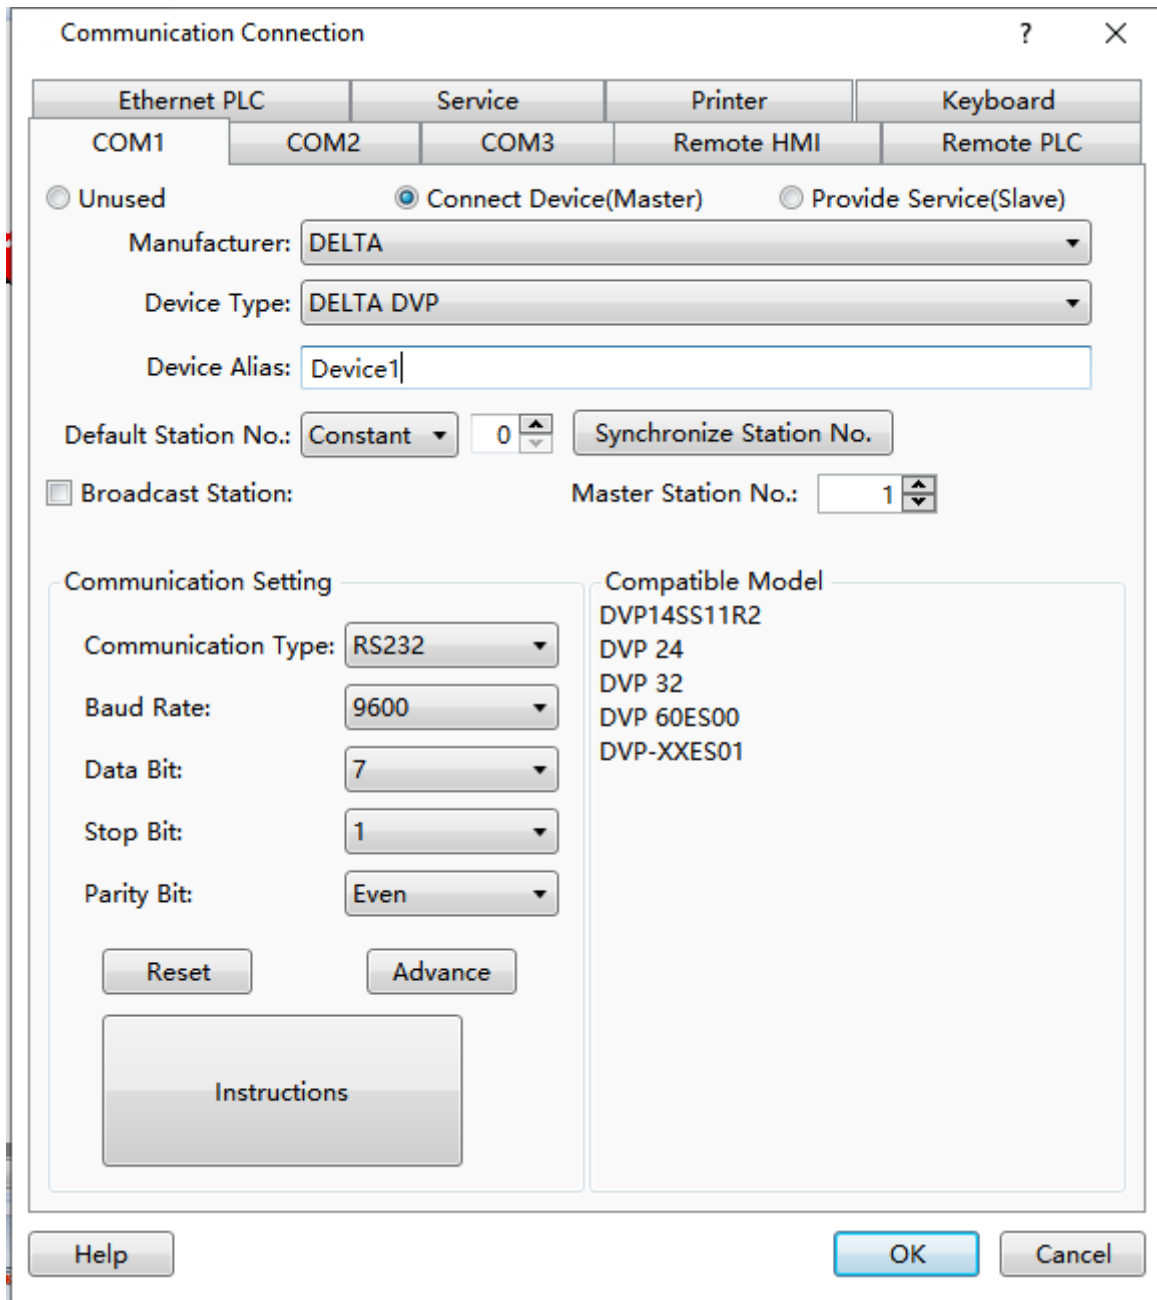 Communication Connection
?
Ethernet PLC Service Printer Keyboard
COM1 COM2 COM3 Remote HMI Remote PLC
Unused Connect Device(Master) Provide Service(Slave)
Manufacturer: DELTA
Device Type: DELTA DVP
Device Alias: Device1
Default Station No.: Constant 0 Synchronize Station No.
Broadcast Station: Master Station No.: 1
Communication Setting
Communication Type: RS232
Baud Rate: 9600
Data Bit: 7
Stop Bit: 1
Parity Bit: Even
Reset Advance
Instructions
Compatible Model
DVP14SS11R2
DVP 24
DVP 32
DVP 60ES00
DVP-XXES01
Help OK Cancel